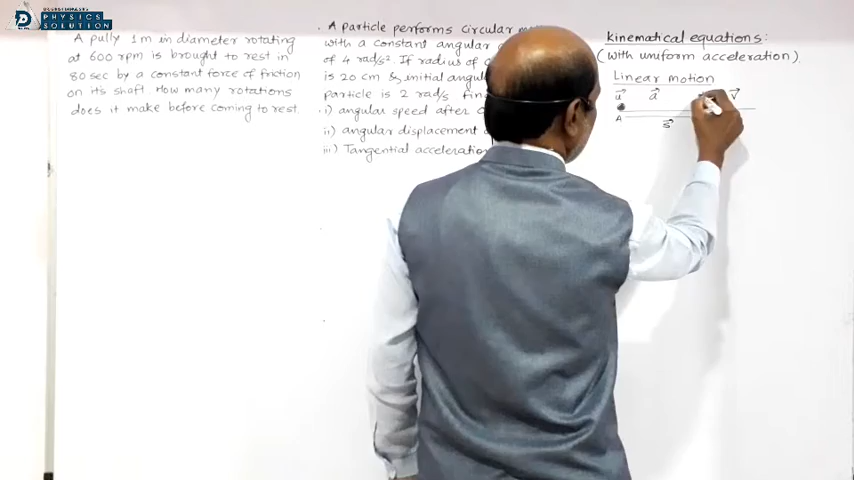 DNYANBHARTI'S
PHYSICS
SOLUTION
A pully 1m in diameter rotating
at 600 rpm is brought to rest in
80 sec by a constant force of friction
on it's shaft How many rotations
does it make before coming to rest.
A particle performs circular
with a constant angular
of 4 rad/s². If radius of
is 20 cm & initial angul
particle is 2 rad/s fin
i) angular speed after
ii) angular displacement
iii) Tangential acceleration
kinematical equations:
(with uniform acceleration).
Linear motion
u a v
A s